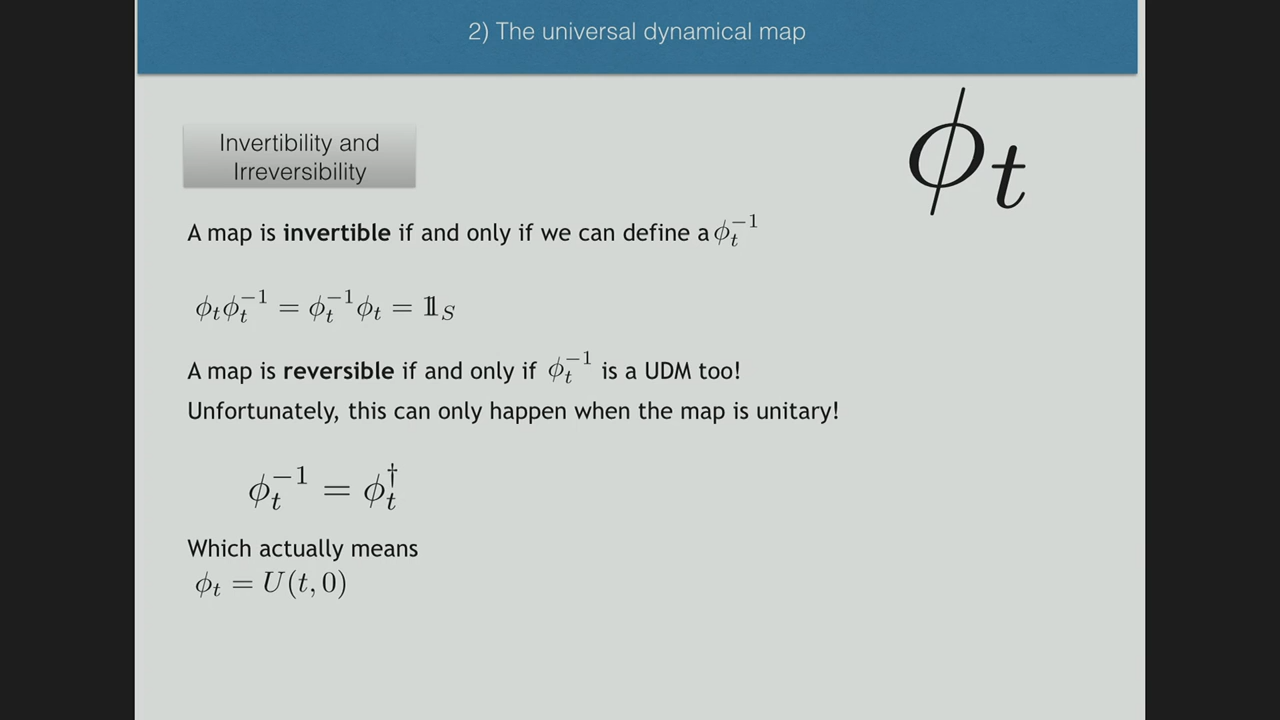 2) The universal dynamical map
ϕ_t
Invertibility and
Irreversibility
A map is invertible if and only if we can define a ϕ_t^{-1}
ϕ_t ϕ_t^{-1} = ϕ_t^{-1} ϕ_t = 𝟙_S
A map is reversible if and only if ϕ_t^{-1} is a UDM too!
Unfortunately, this can only happen when the map is unitary!
ϕ_t^{-1} = ϕ_t^†
Which actually means
ϕ_t = U(t, 0)